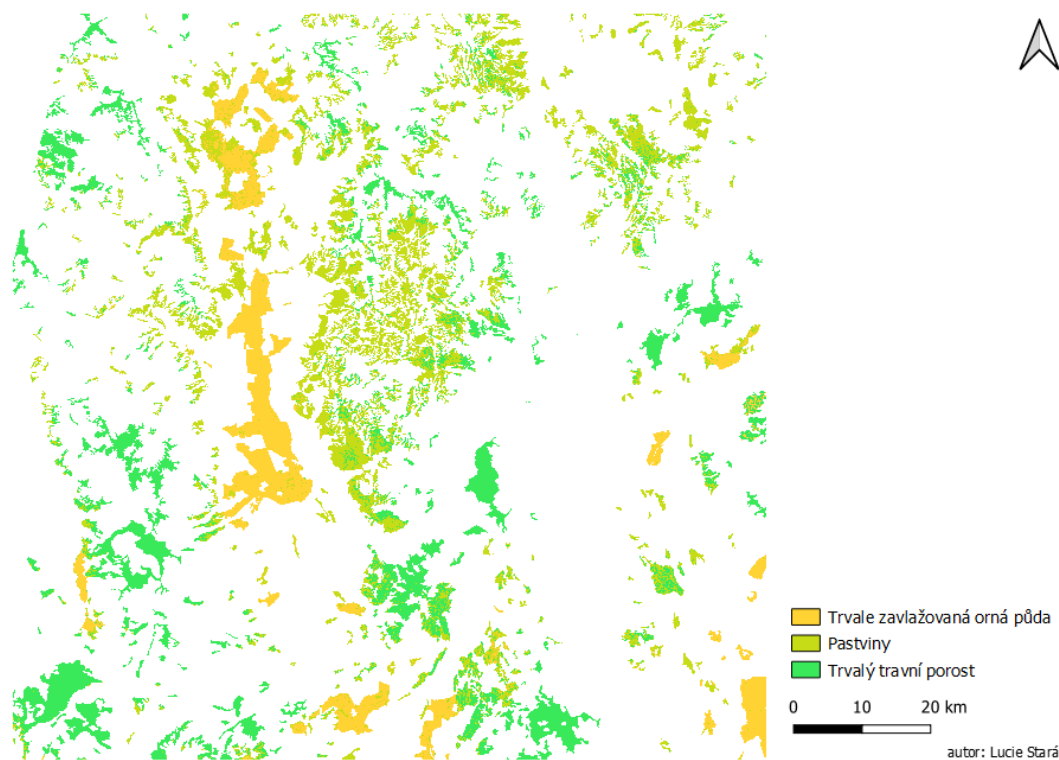 Trvale zavlažovaná orná půda
Pastviny
Trvalý travní porost
0 10 20 km
autor: Lucie Stará